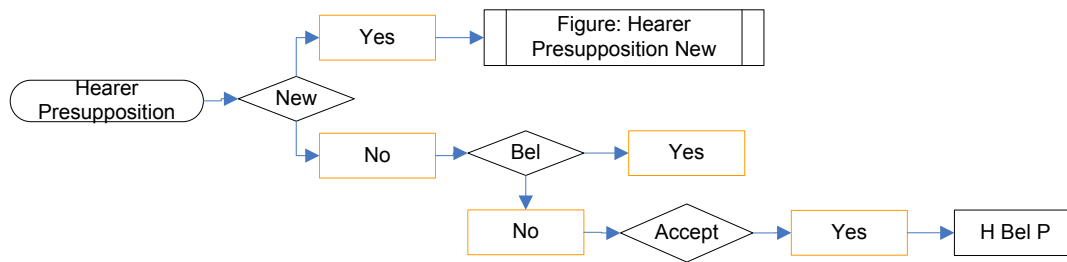 Yes
Figure: Hearer
Presupposition New
Hearer
Presupposition
New
No
Bel
Yes
No
Accept
Yes
H Bel P